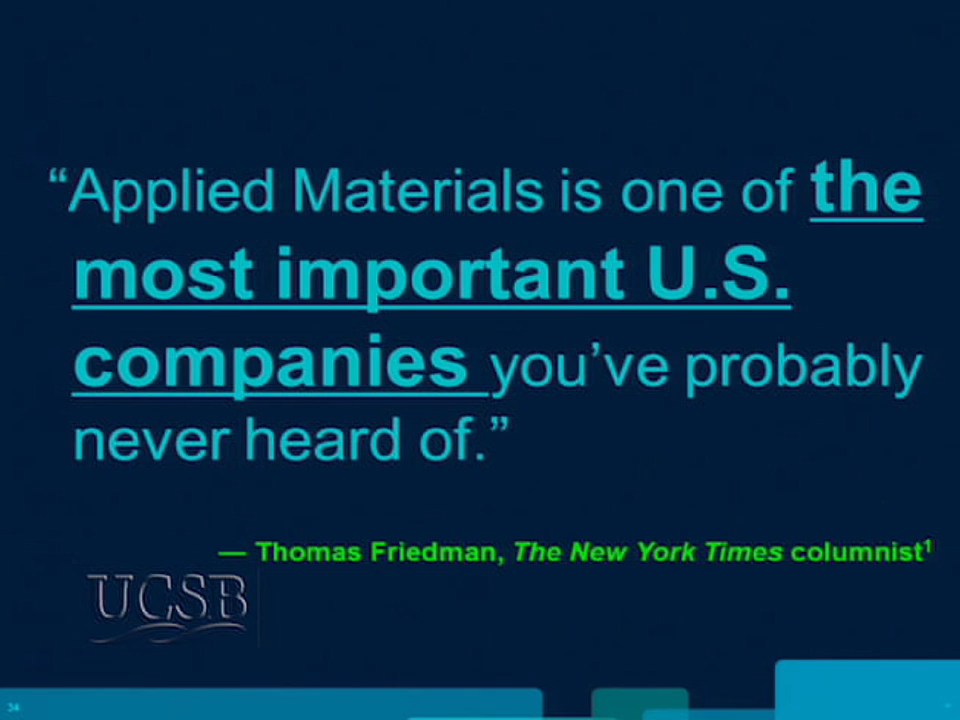 “Applied Materials is one of the
most important U.S.
companies you’ve probably
never heard of.”
— Thomas Friedman, The New York Times columnist¹
UCSB
34